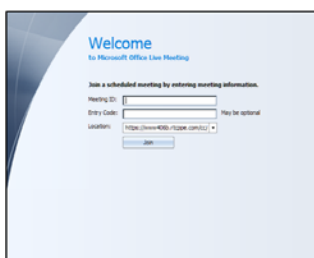 Welcome
to Microsoft Office Live Meeting
Join a scheduled meeting by entering meeting information.
Meeting ID:
Entry Code: May be optional
Location:
Join